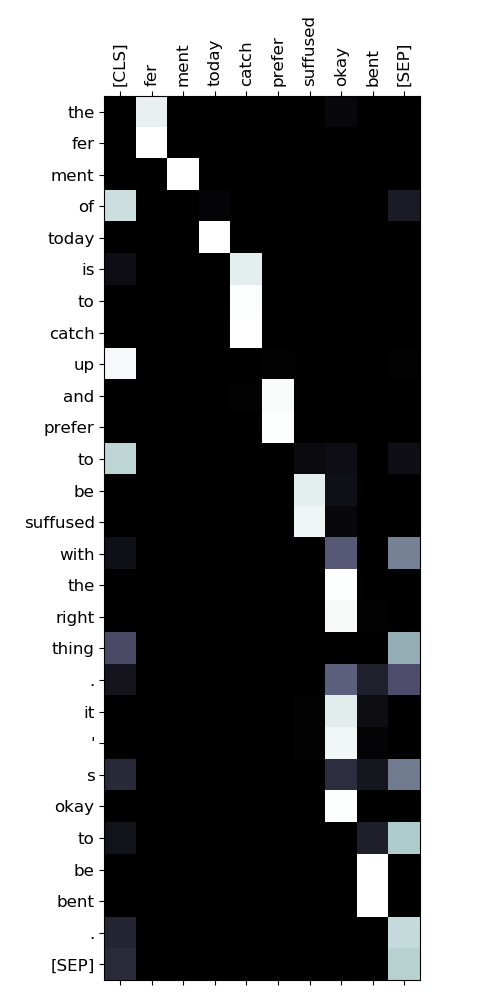 [CLS]
fer
ment
today
catch
prefer
suffused
okay
bent
[SEP]
the
fer
ment
of
today
is
to
catch
up
and
prefer
to
be
suffused
with
the
right
thing
.
it
'
s
okay
to
be
bent
.
[SEP]